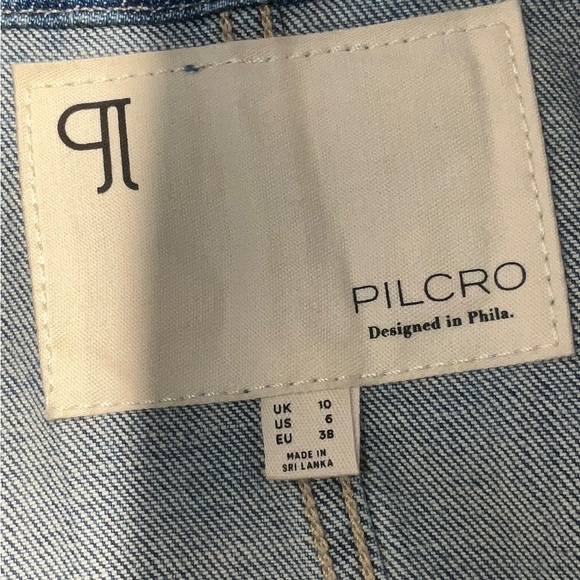 PILCRO
Designed in Phila.
UK 10
US 6
EU 38
MADE IN
SRI LANKA